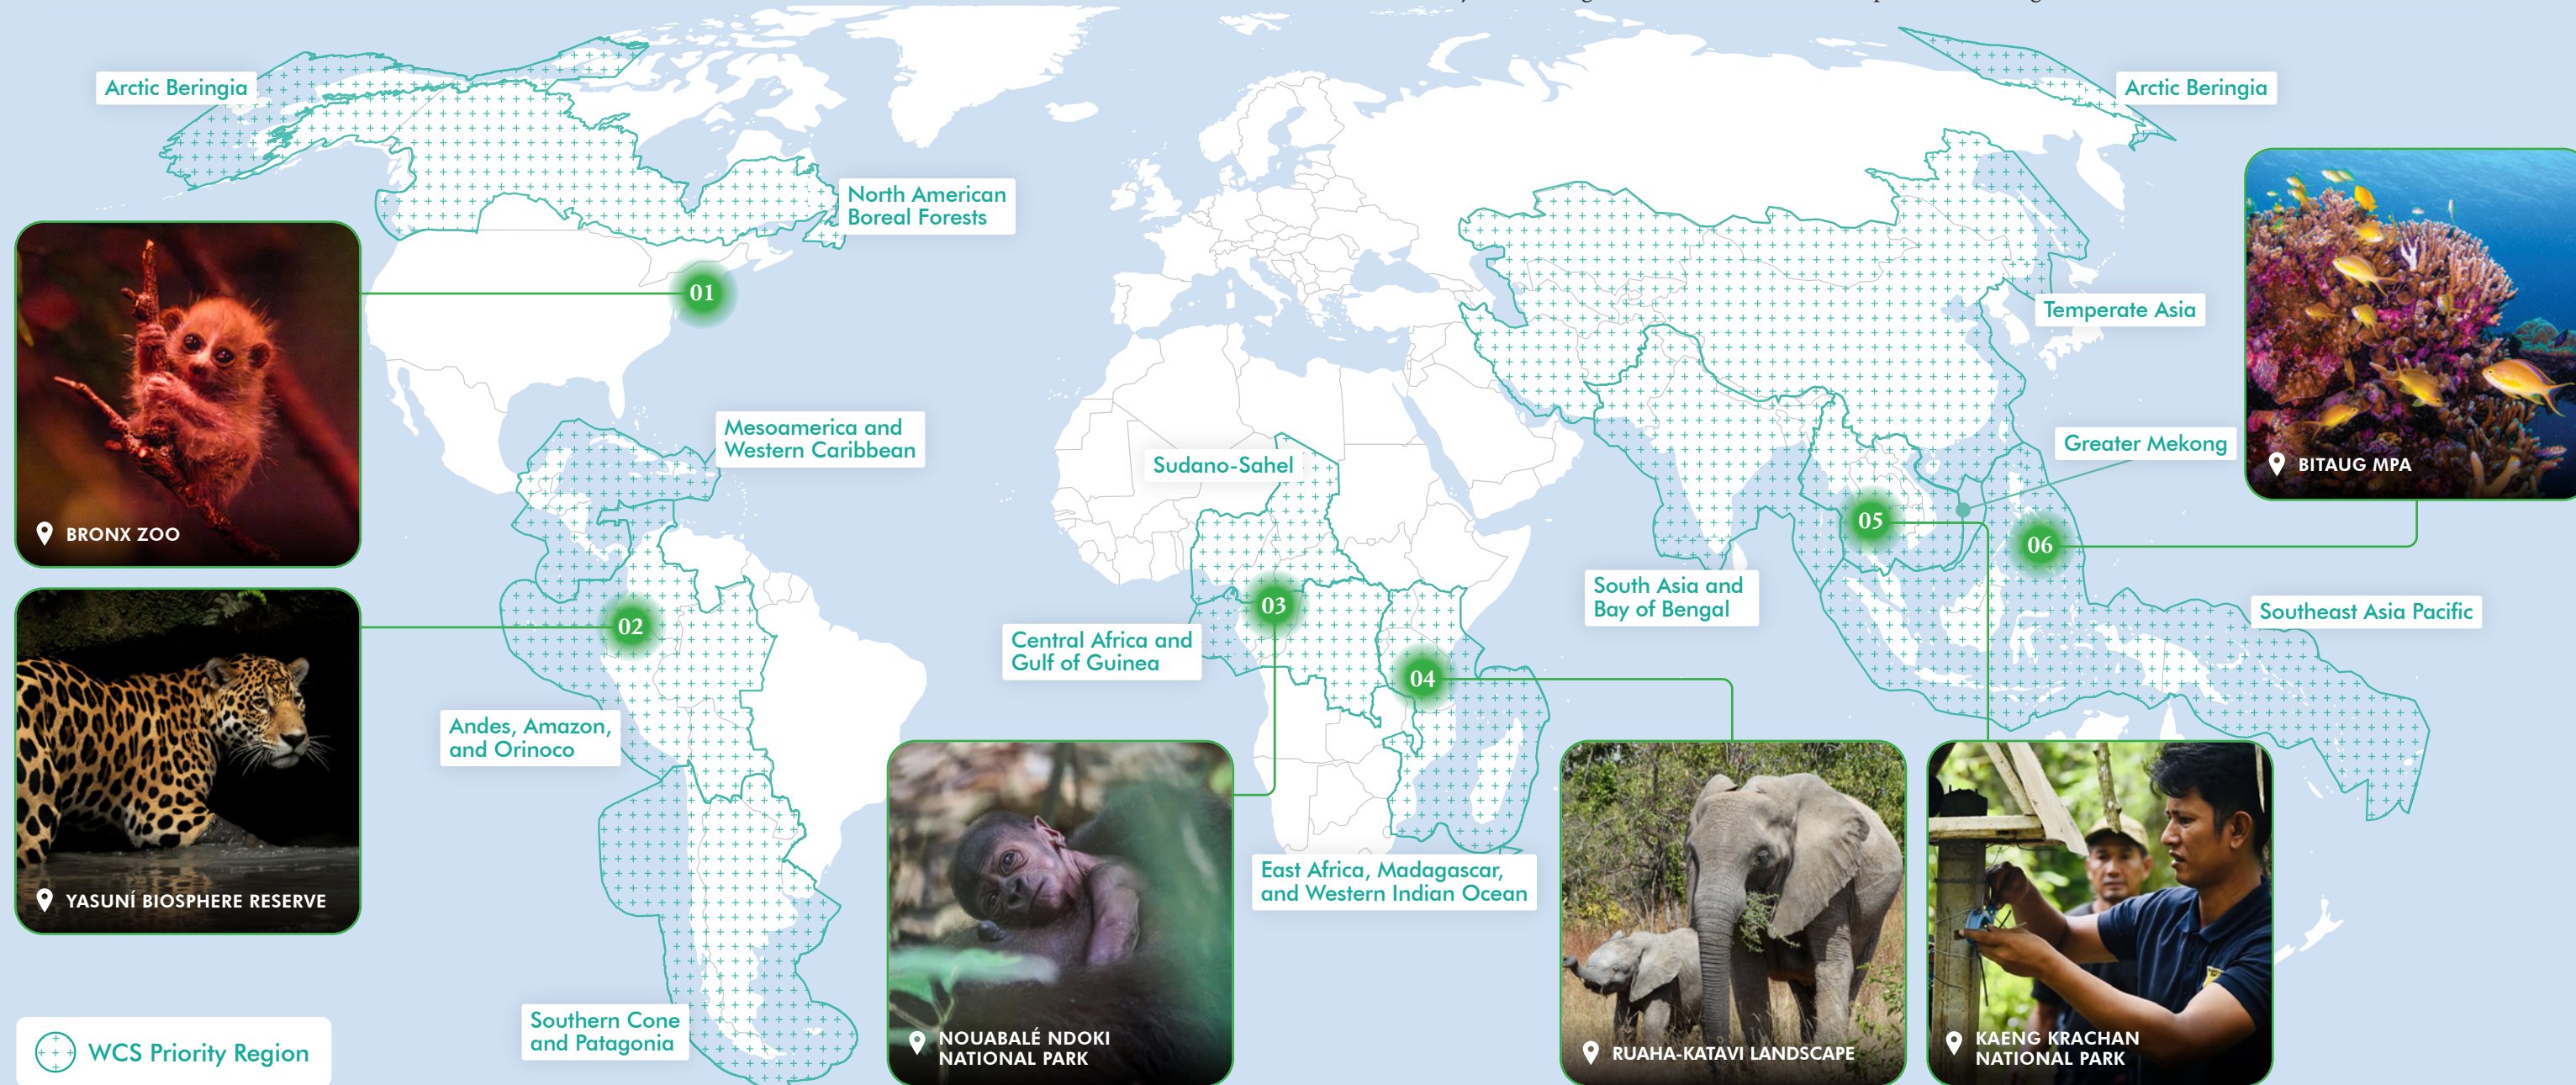 Arctic Beringia
Arctic Beringia
North American
Boreal Forests
01
Temperate Asia
Mesoamerica and
Western Caribbean
Sudano-Sahel
Greater Mekong
BITAUG MPA
BRONX ZOO
05
06
South Asia and
Bay of Bengal
03
Southeast Asia Pacific
02
Central Africa and
Gulf of Guinea
04
Andes, Amazon,
and Orinoco
East Africa, Madagascar,
and Western Indian Ocean
YASUNÍ BIOSPHERE RESERVE
Southern Cone
and Patagonia
NOUABALÉ NDOKI
NATIONAL PARK
RUAHA-KATAVI LANDSCAPE
KAENG KRACHAN
NATIONAL PARK
WCS Priority Region